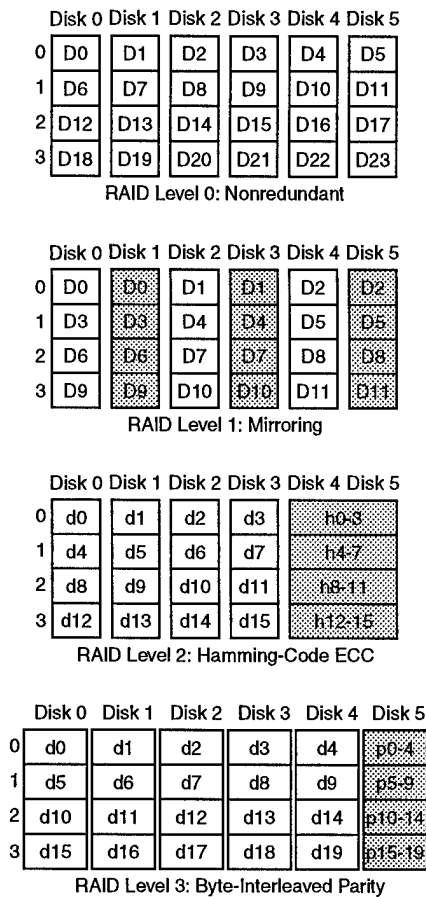 Disk 0 Disk 1 Disk 2 Disk 3 Disk 4 Disk 5
0 D0 D1 D2 D3 D4 D5
1 D6 D7 D8 D9 D10 D11
2 D12 D13 D14 D15 D16 D17
3 D18 D19 D20 D21 D22 D23
RAID Level 0: Nonredundant
Disk 0 Disk 1 Disk 2 Disk 3 Disk 4 Disk 5
0 D0 D0 D1 D1 D2 D2
1 D3 D3 D4 D4 D5 D5
2 D6 D6 D7 D7 D8 D8
3 D9 D9 D10 D10 D11 D11
RAID Level 1: Mirroring
Disk 0 Disk 1 Disk 2 Disk 3 Disk 4 Disk 5
0 d0 d1 d2 d3 h0-3
1 d4 d5 d6 d7 h4-7
2 d8 d9 d10 d11 h8-11
3 d12 d13 d14 d15 h12-15
RAID Level 2: Hamming-Code ECC
Disk 0 Disk 1 Disk 2 Disk 3 Disk 4 Disk 5
0 d0 d1 d2 d3 d4 p0-4
1 d5 d6 d7 d8 d9 p5-9
2 d10 d11 d12 d13 d14 p10-14
3 d15 d16 d17 d18 d19 p15-19
RAID Level 3: Byte-Interleaved Parity